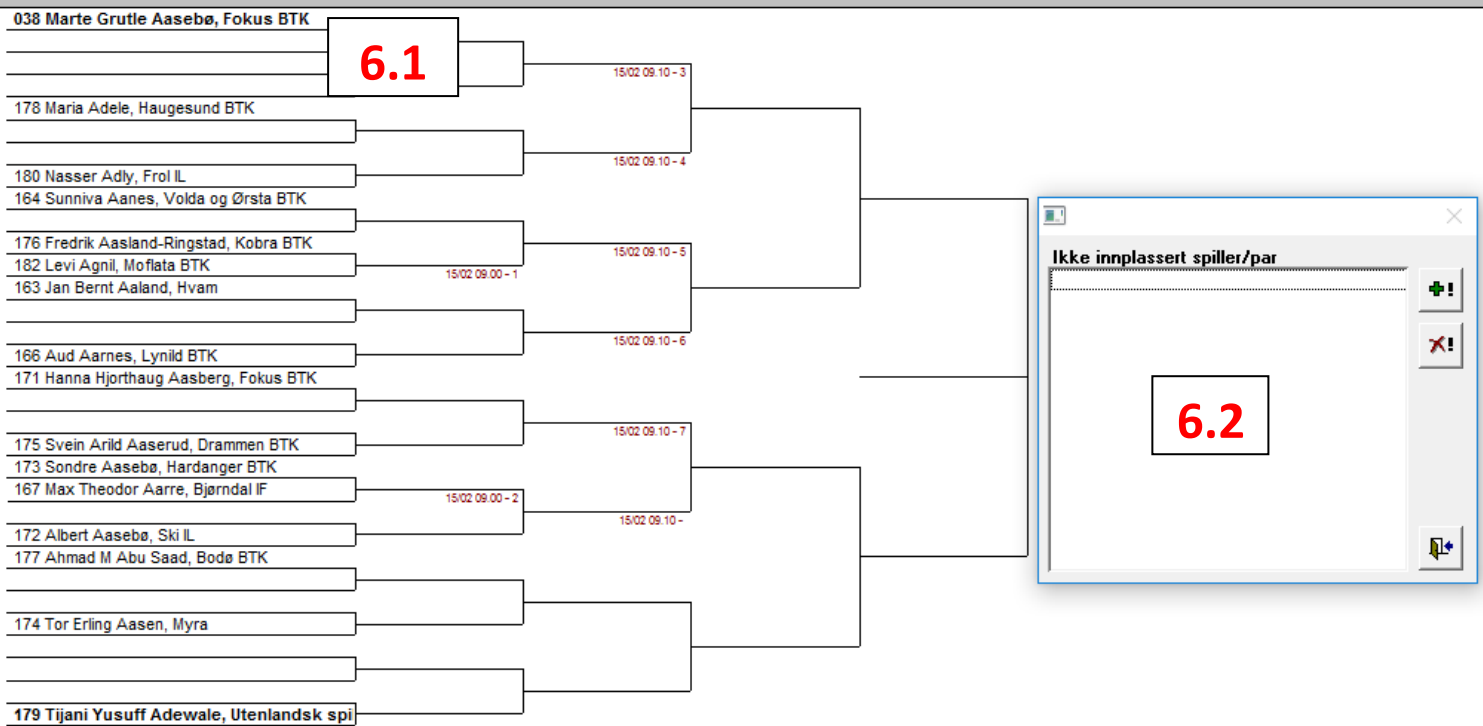 038 Marte Grutle Aasebø, Fokus BTK
6.1
15/02 09.10 - 3
178 Maria Adele, Haugesund BTK
15/02 09.10 - 4
180 Nasser Adly, Frol IL
164 Sunniva Aanes, Volda og Ørsta BTK
176 Fredrik Aasland-Ringstad, Kobra BTK
15/02 09.10 - 5
182 Levi Agnil, Moflata BTK
15/02 09.00 - 1
163 Jan Bernt Aaland, Hvam
15/02 09.10 - 6
166 Aud Aarnes, Lynild BTK
171 Hanna Hjorthaug Aasberg, Fokus BTK
15/02 09.10 - 7
175 Svein Arild Aaserud, Drammen BTK
173 Sondre Aasebø, Hardanger BTK
167 Max Theodor Aarre, Bjørndal IF
15/02 09.00 - 2
15/02 09.10 -
172 Albert Aasebø, Ski IL
177 Ahmad M Abu Saad, Bodø BTK
174 Tor Erling Aasen, Myra
179 Tijani Yusuff Adewale, Utenlandsk spi
Ikke innplassert spiller/par
6.2